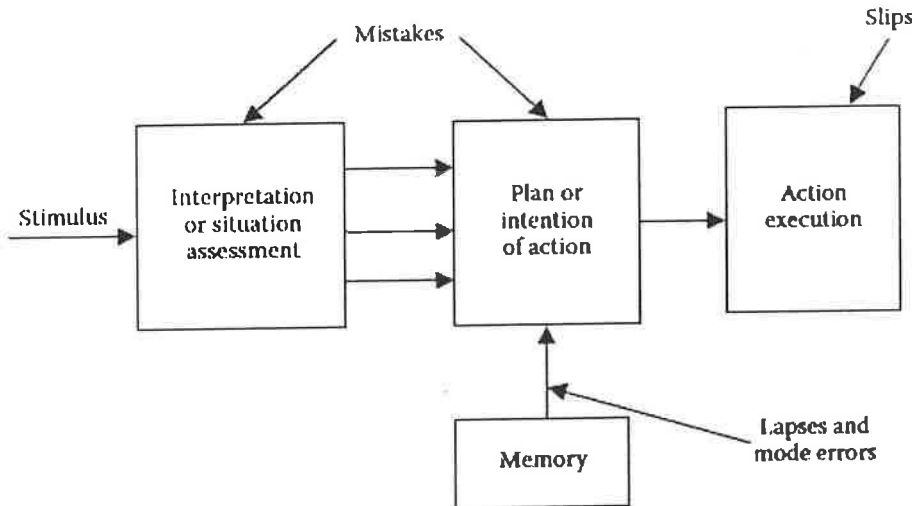 Slips
Mistakes
Stimulus
Interpretation
or situation
assessment
Plan or
intention
of action
Action
execution
Memory
Lapses and
mode errors